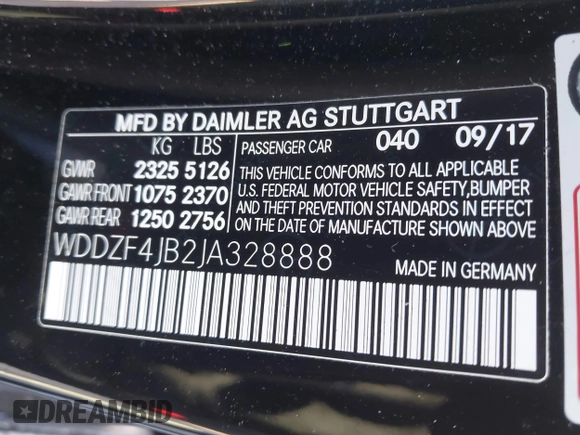 MFD BY DAIMLER AG STUTTGART
KG LBS PASSENGER CAR 040 09/17
GVWR 2325 5126
GAWR FRONT 1075 2370
GAWR REAR 1250 2756
THIS VEHICLE CONFORMS TO ALL APPLICABLE
U.S. FEDERAL MOTOR VEHICLE SAFETY,BUMPER
AND THEFT PREVENTION STANDARDS IN EFFECT
ON THE DATE OF MANUFACTURE SHOWN ABOVE
WDDZF4JB2JA328888 MADE IN GERMANY
DREAMBID